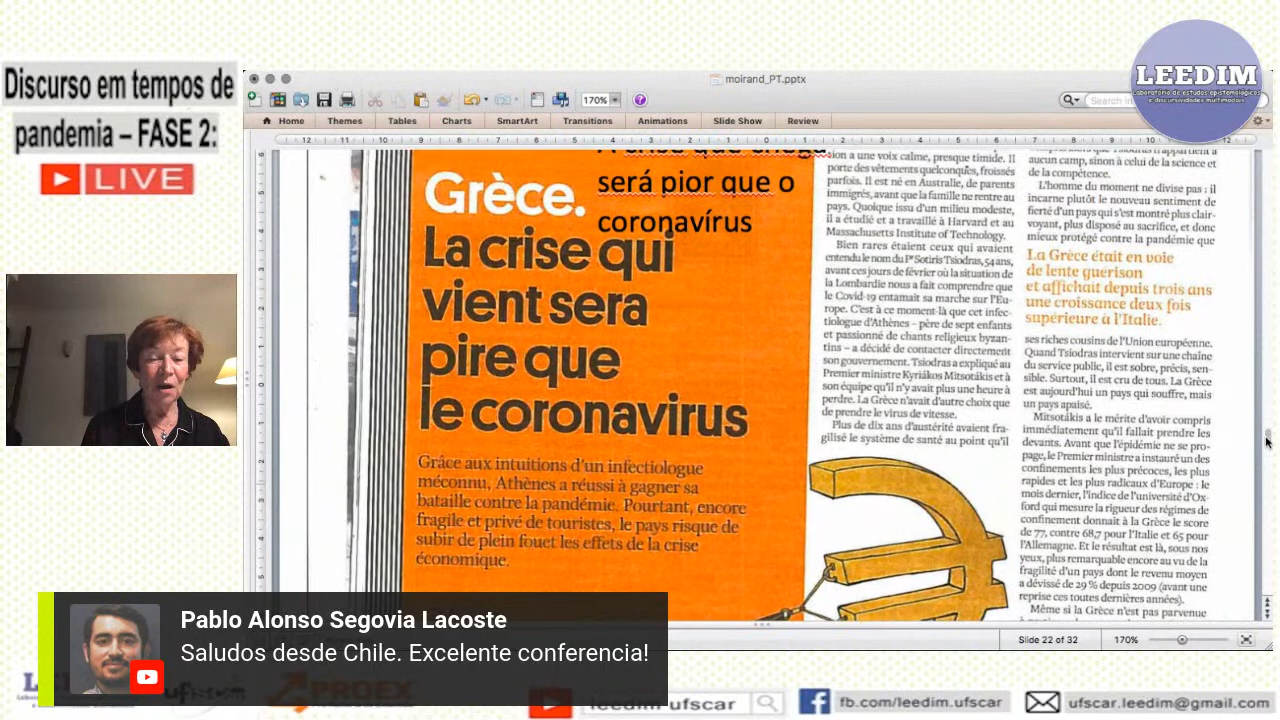 Discurso em tempos de
pandemia – FASE 2:
LIVE
LEEDIM
Laboratório de estudos epistemológicos
e discursividades multimodais
moirand_PT.pptx
170%
Home
Themes
Tables
Charts
SmartArt
Transitions
Animations
Slide Show
Review
será pior que o
coronavírus
Grèce.
La crise qui
vient sera
pire que
le coronavirus
Grâce aux intuitions d'un infectiologue
méconnu, Athènes a réussi à gagner sa
bataille contre la pandémie. Pourtant, encore
fragile et privé de touristes, le pays risque de
subir de plein fouet les effets de la crise
économique.
sion a une voix calme, presque timide. Il
porte des vêtements quelconques, froissés
parfois. Il est né en Australie, de parents
immigrés, avant que la famille ne rentre au
pays. Quoique issu d'un milieu modeste,
il a étudié et a travaillé à Harvard et au
Massachusetts Institute of Technology.
Bien rares étaient ceux qui avaient
entendu le nom du Pr Sotiris Tsiodras, 54 ans,
avant ces jours de février où la situation de
la Lombardie nous a fait comprendre que
le Covid-19 entamait sa marche sur l'Eu-
rope. C'est à ce moment-là que cet infec-
tiologue d'Athènes – père de sept enfants
et passionné de chants religieux byzan-
tins – a décidé de contacter directement
son gouvernement. Tsiodras a expliqué au
Premier ministre Kyriákos Mitsotákis et à
son équipe qu'il n'y avait plus une heure à
perdre. La Grèce n'avait d'autre choix que
de prendre le virus de vitesse.
Plus de dix ans d'austérité avaient fra-
gilisé le système de santé au point qu'il
aucun camp, sinon à celui de la science et
de la compétence.
L'homme du moment ne divise pas : il
incarne plutôt le nouveau sentiment de
fierté d'un pays qui s'est montré plus clair-
voyant, plus disposé au sacrifice, et donc
mieux protégé contre la pandémie que
La Grèce était en voie
de lente guérison
et affichait depuis trois ans
une croissance deux fois
supérieure à l'Italie.
ses riches cousins de l'Union européenne.
Quand Tsiodras intervient sur une chaîne
du service public, il est sobre, précis, sen-
sible. Surtout, il est cru de tous. La Grèce
est aujourd'hui un pays qui souffre, mais
un pays apaisé.
Mitsotákis a le mérite d'avoir compris
immédiatement qu'il fallait prendre les
devants. Avant que l'épidémie ne se pro-
page, le Premier ministre a instauré un des
confinements les plus précoces, les plus
rapides et les plus radicaux d'Europe : le
mois dernier, l'indice de l'université d'Ox-
ford qui mesure la rigueur des régimes de
confinement donnait à la Grèce le score
de 77, contre 68,7 pour l'Italie et 65 pour
l'Allemagne. Et le résultat est là, sous nos
yeux, plus remarquable encore au vu de la
fragilité d'un pays dont le revenu moyen
a dévissé de 29 % depuis 2009 (avant une
reprise ces toutes dernières années).
Même si la Grèce n'est pas parvenue
Slide 22 of 32
170%
Pablo Alonso Segovia Lacoste
Saludos desde Chile. Excelente conferencia!
PROEX
leedim ufscar
fb.com/leedim.ufscar
ufscar.leedim@gmail.com